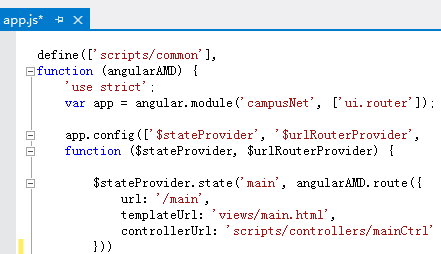 app.js*
define(['scripts/common'],
function (angularAMD) {
'use strict';
var app = angular.module('campusNet', ['ui.router']);
app.config(['$stateProvider', '$urlRouterProvider',
function ($stateProvider, $urlRouterProvider) {
$stateProvider.state('main', angularAMD.route({
url: '/main',
templateUrl: 'views/main.html',
controllerUrl: 'scripts/controllers/mainCtrl'
}))